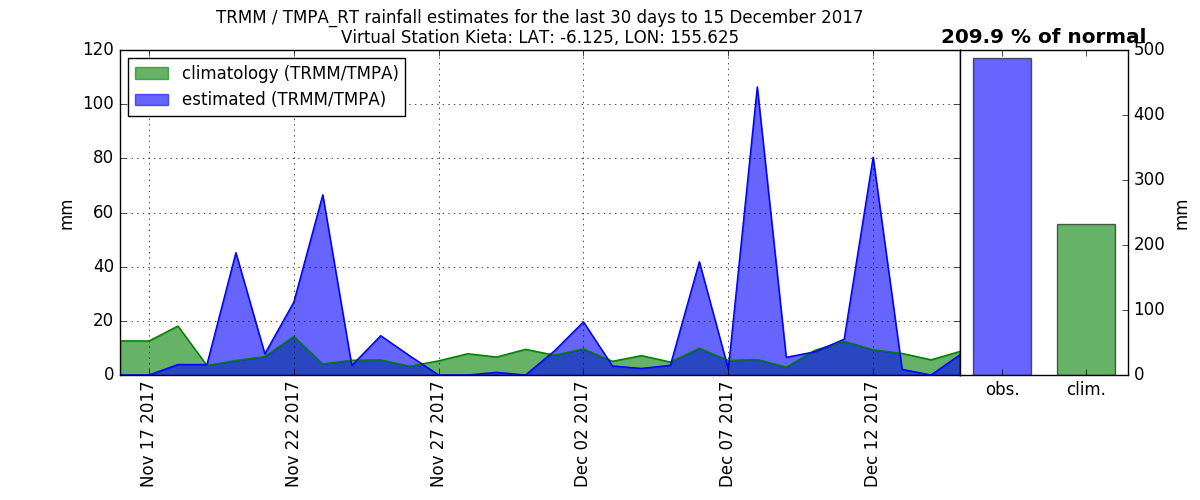 TRMM / TMPA_RT rainfall estimates for the last 30 days to 15 December 2017
Virtual Station Kieta: LAT: -6.125, LON: 155.625
209.9 % of normal
climatology (TRMM/TMPA)
estimated (TRMM/TMPA)
mm
120
100
80
60
40
20
0
Nov 17 2017
Nov 22 2017
Nov 27 2017
Dec 02 2017
Dec 07 2017
Dec 12 2017
obs.
clim.
500
400
300
200
100
0
mm